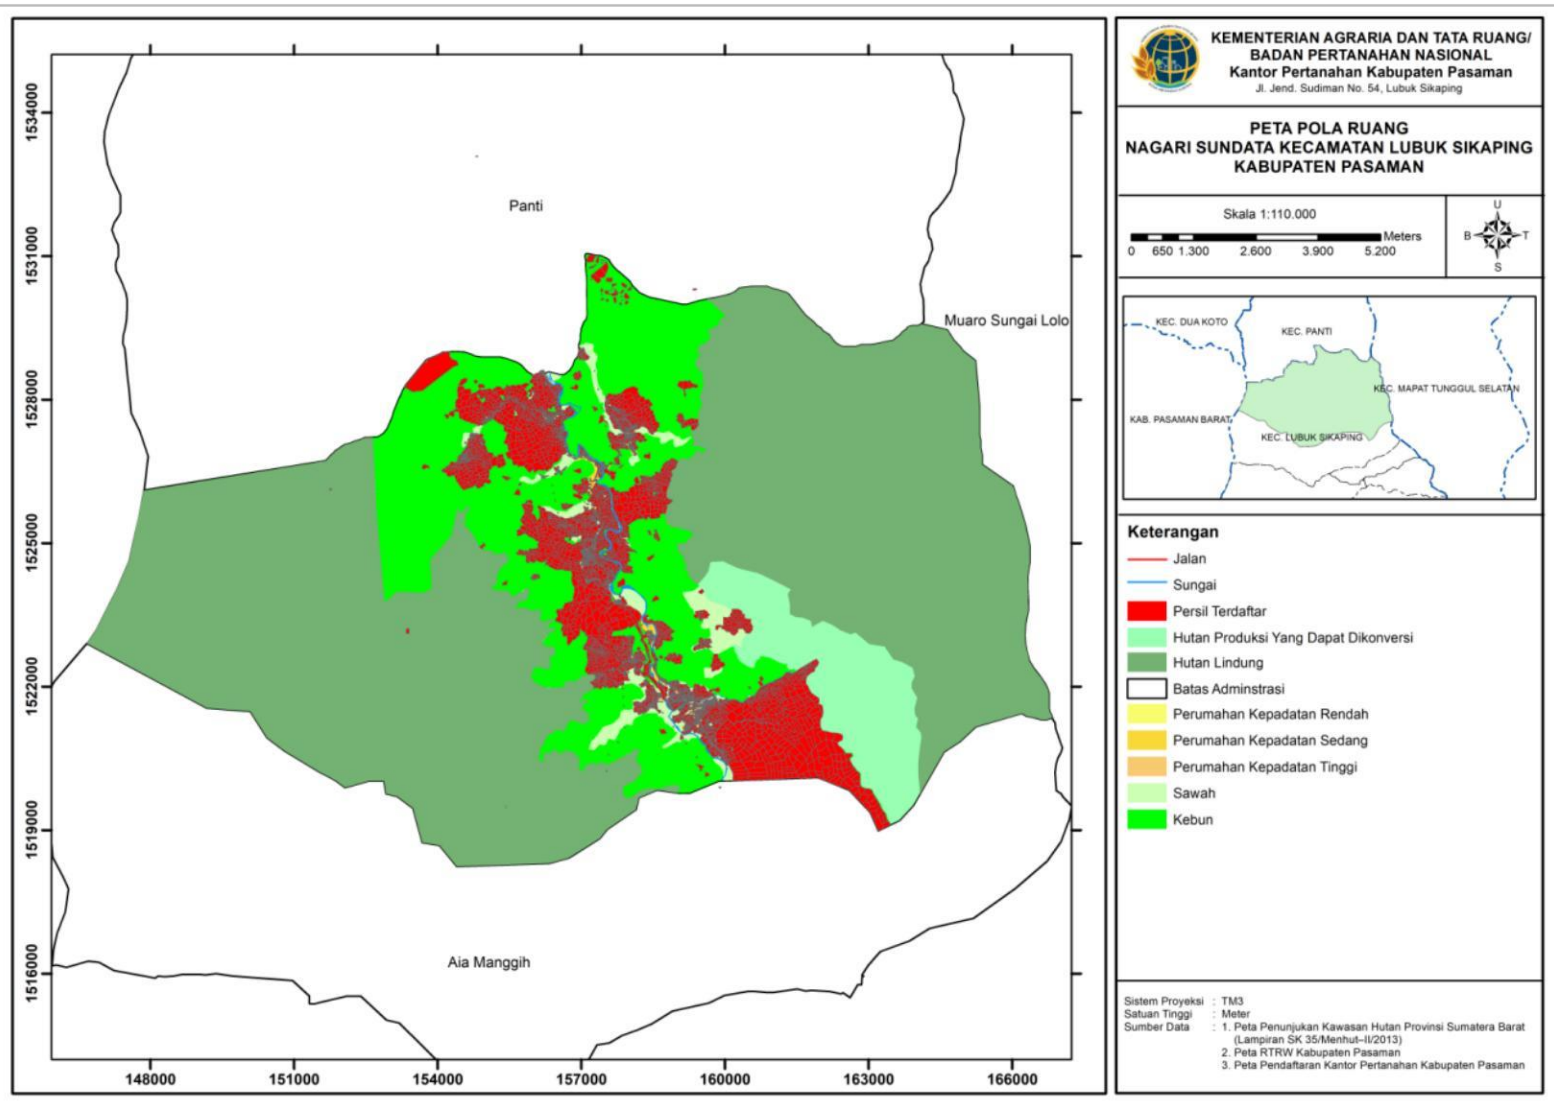 KEMENTERIAN AGRARIA DAN TATA RUANG/
BADAN PERTANAHAN NASIONAL
Kantor Pertanahan Kabupaten Pasaman
Jl. Jend. Sudiman No. 54, Lubuk Sikaping
PETA POLA RUANG
NAGARI SUNDATA KECAMATAN LUBUK SIKAPING
KABUPATEN PASAMAN
Skala 1:110.000
Meters
0 650 1.300 2.600 3.900 5.200
U
B T
S
KEC. DUA KOTO
KEC. PANTI
KEC. MAPAT TUNGGUL SELATAN
KAB. PASAMAN BARAT
KEC. LUBUK SIKAPING
Keterangan
Jalan
Sungai
Persil Terdaftar
Hutan Produksi Yang Dapat Dikonversi
Hutan Lindung
Batas Adminstrasi
Perumahan Kepadatan Rendah
Perumahan Kepadatan Sedang
Perumahan Kepadatan Tinggi
Sawah
Kebun
Sistem Proyeksi : TM3
Satuan Tinggi : Meter
Sumber Data : 1. Peta Penunjukan Kawasan Hutan Provinsi Sumatera Barat
(Lampiran SK 35/Menhut–II/2013)
2. Peta RTRW Kabupaten Pasaman
3. Peta Pendaftaran Kantor Pertanahan Kabupaten Pasaman
Panti
Muaro Sungai Lolo
Aia Manggih
1534000
1531000
1528000
1525000
1522000
1519000
1516000
148000 151000 154000 157000 160000 163000 166000